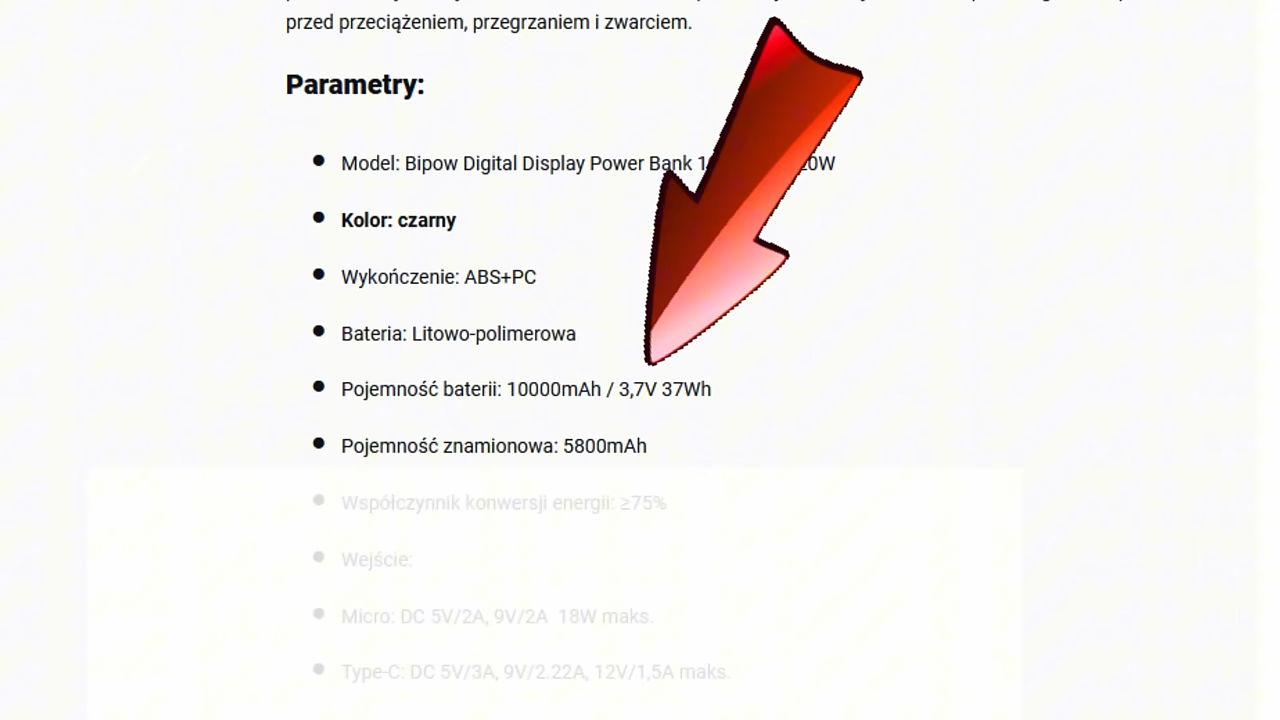 przed przeciążeniem, przegrzaniem i zwarciem.
Parametry:
Model: Bipow Digital Display Power Bank
Kolor: czarny
Wykończenie: ABS+PC
Bateria: Litowo-polimerowa
Pojemność baterii: 10000mAh / 3,7V 37Wh
Pojemność znamionowa: 5800mAh
Współczynnik konwersji energii: ≥75%
Wejście:
Micro: DC 5V/2A, 9V/2A 18W maks.
Type-C: DC 5V/3A, 9V/2.22A, 12V/1,5A maks.